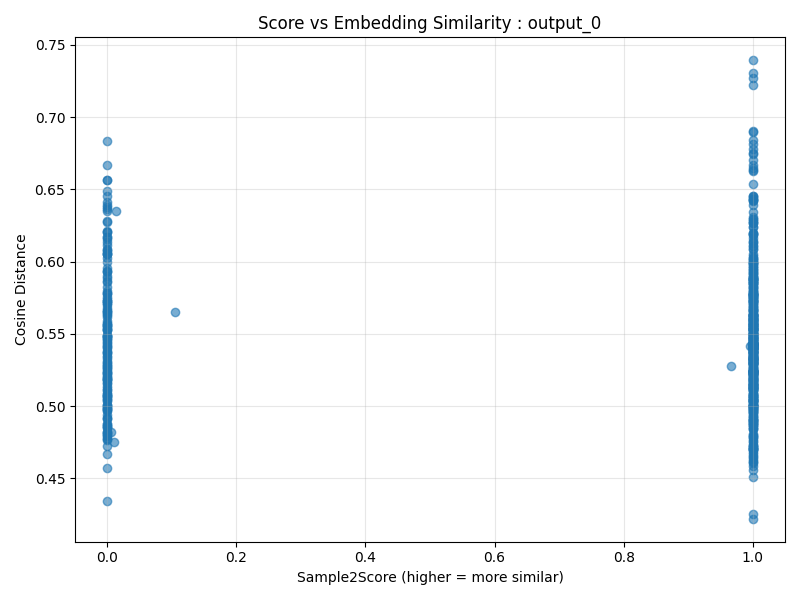 Score vs Embedding Similarity : output_0
0.75
0.70
0.65
0.60
0.55
0.50
0.45
Cosine Distance
0.0 0.2 0.4 0.6 0.8 1.0
Sample2Score (higher = more similar)